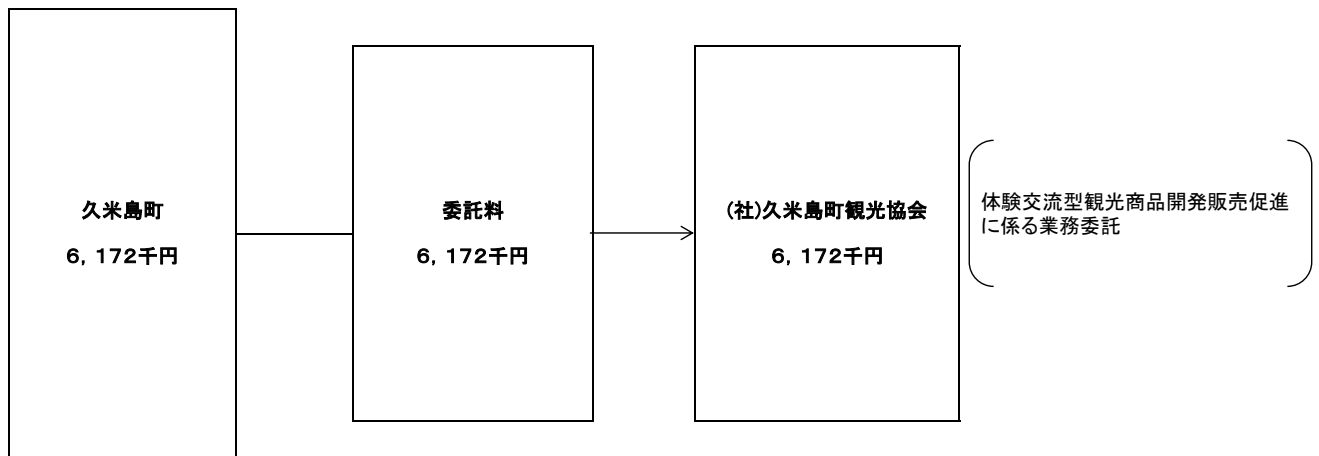 久米島町
6，172千円
委託料
6，172千円
(社)久米島町観光協会
6，172千円
体験交流型観光商品開発販売促進
に係る業務委託